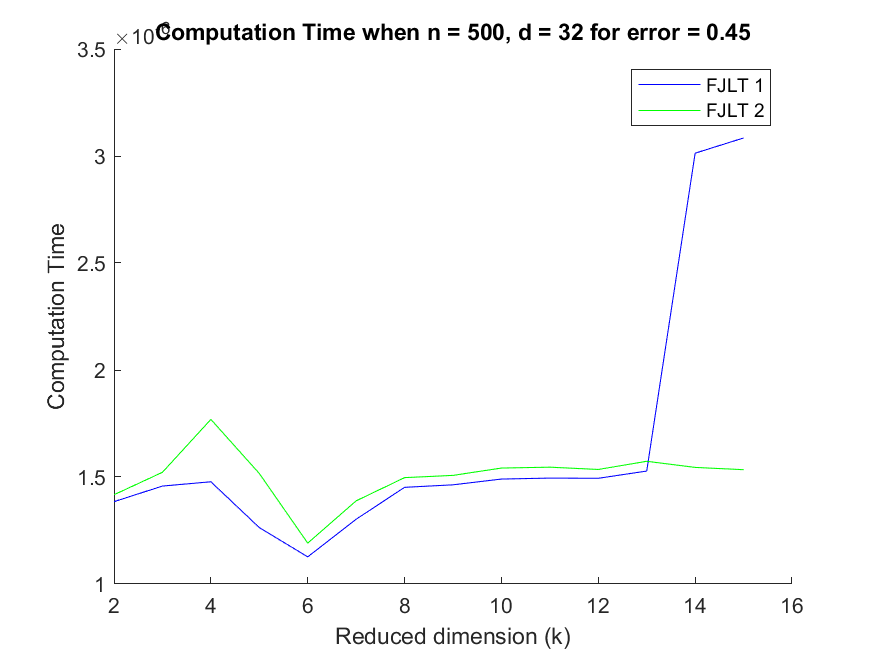 Computation Time when n = 500, d = 32 for error = 0.45
×10
3.5
3
2.5
2
1.5
1
Computation Time
FJLT 1
FJLT 2
2 4 6 8 10 12 14 16
Reduced dimension (k)